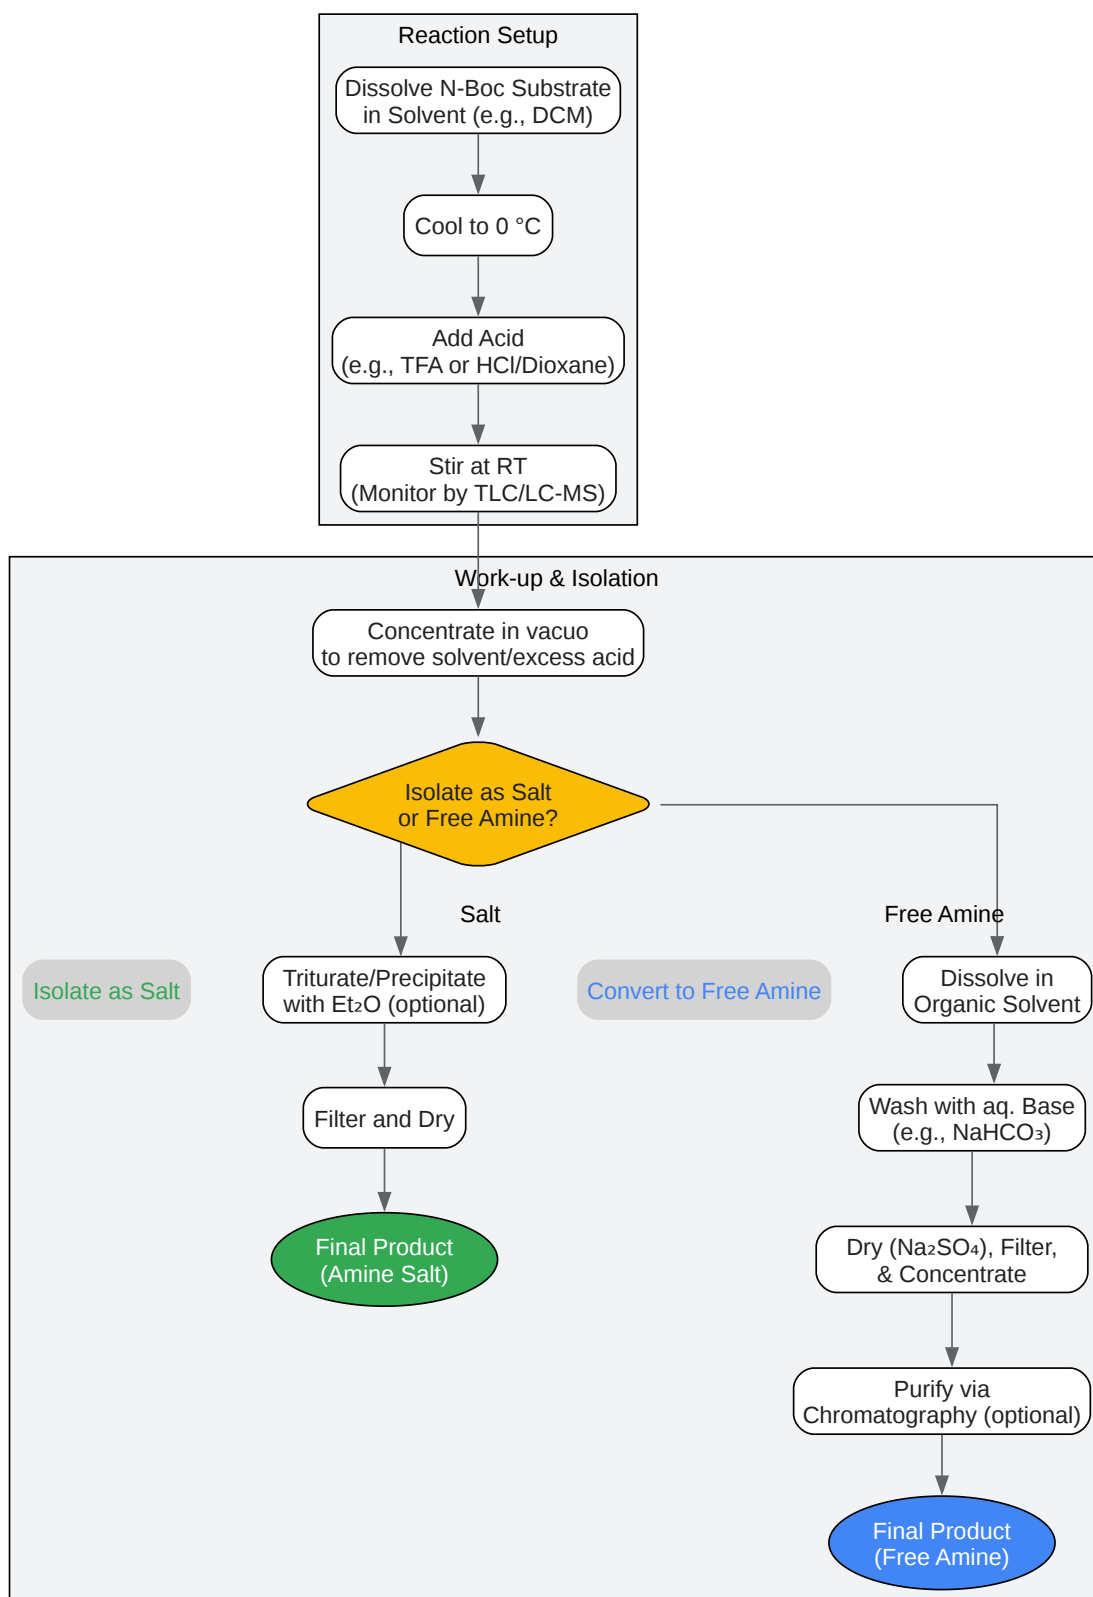 Reaction Setup
Dissolve N-Boc Substrate
in Solvent (e.g., DCM)
Cool to 0 °C
Add Acid
(e.g., TFA or HCl/Dioxane)
Stir at RT
(Monitor by TLC/LC-MS)
Work-up & Isolation
Concentrate in vacuo
to remove solvent/excess acid
Isolate as Salt
or Free Amine?
Salt
Free Amine
Isolate as Salt
Triturate/Precipitate
with Et₂O (optional)
Convert to Free Amine
Dissolve in
Organic Solvent
Filter and Dry
Wash with aq. Base
(e.g., NaHCO₃)
Final Product
(Amine Salt)
Dry (Na₂SO₄), Filter,
& Concentrate
Purify via
Chromatography (optional)
Final Product
(Free Amine)